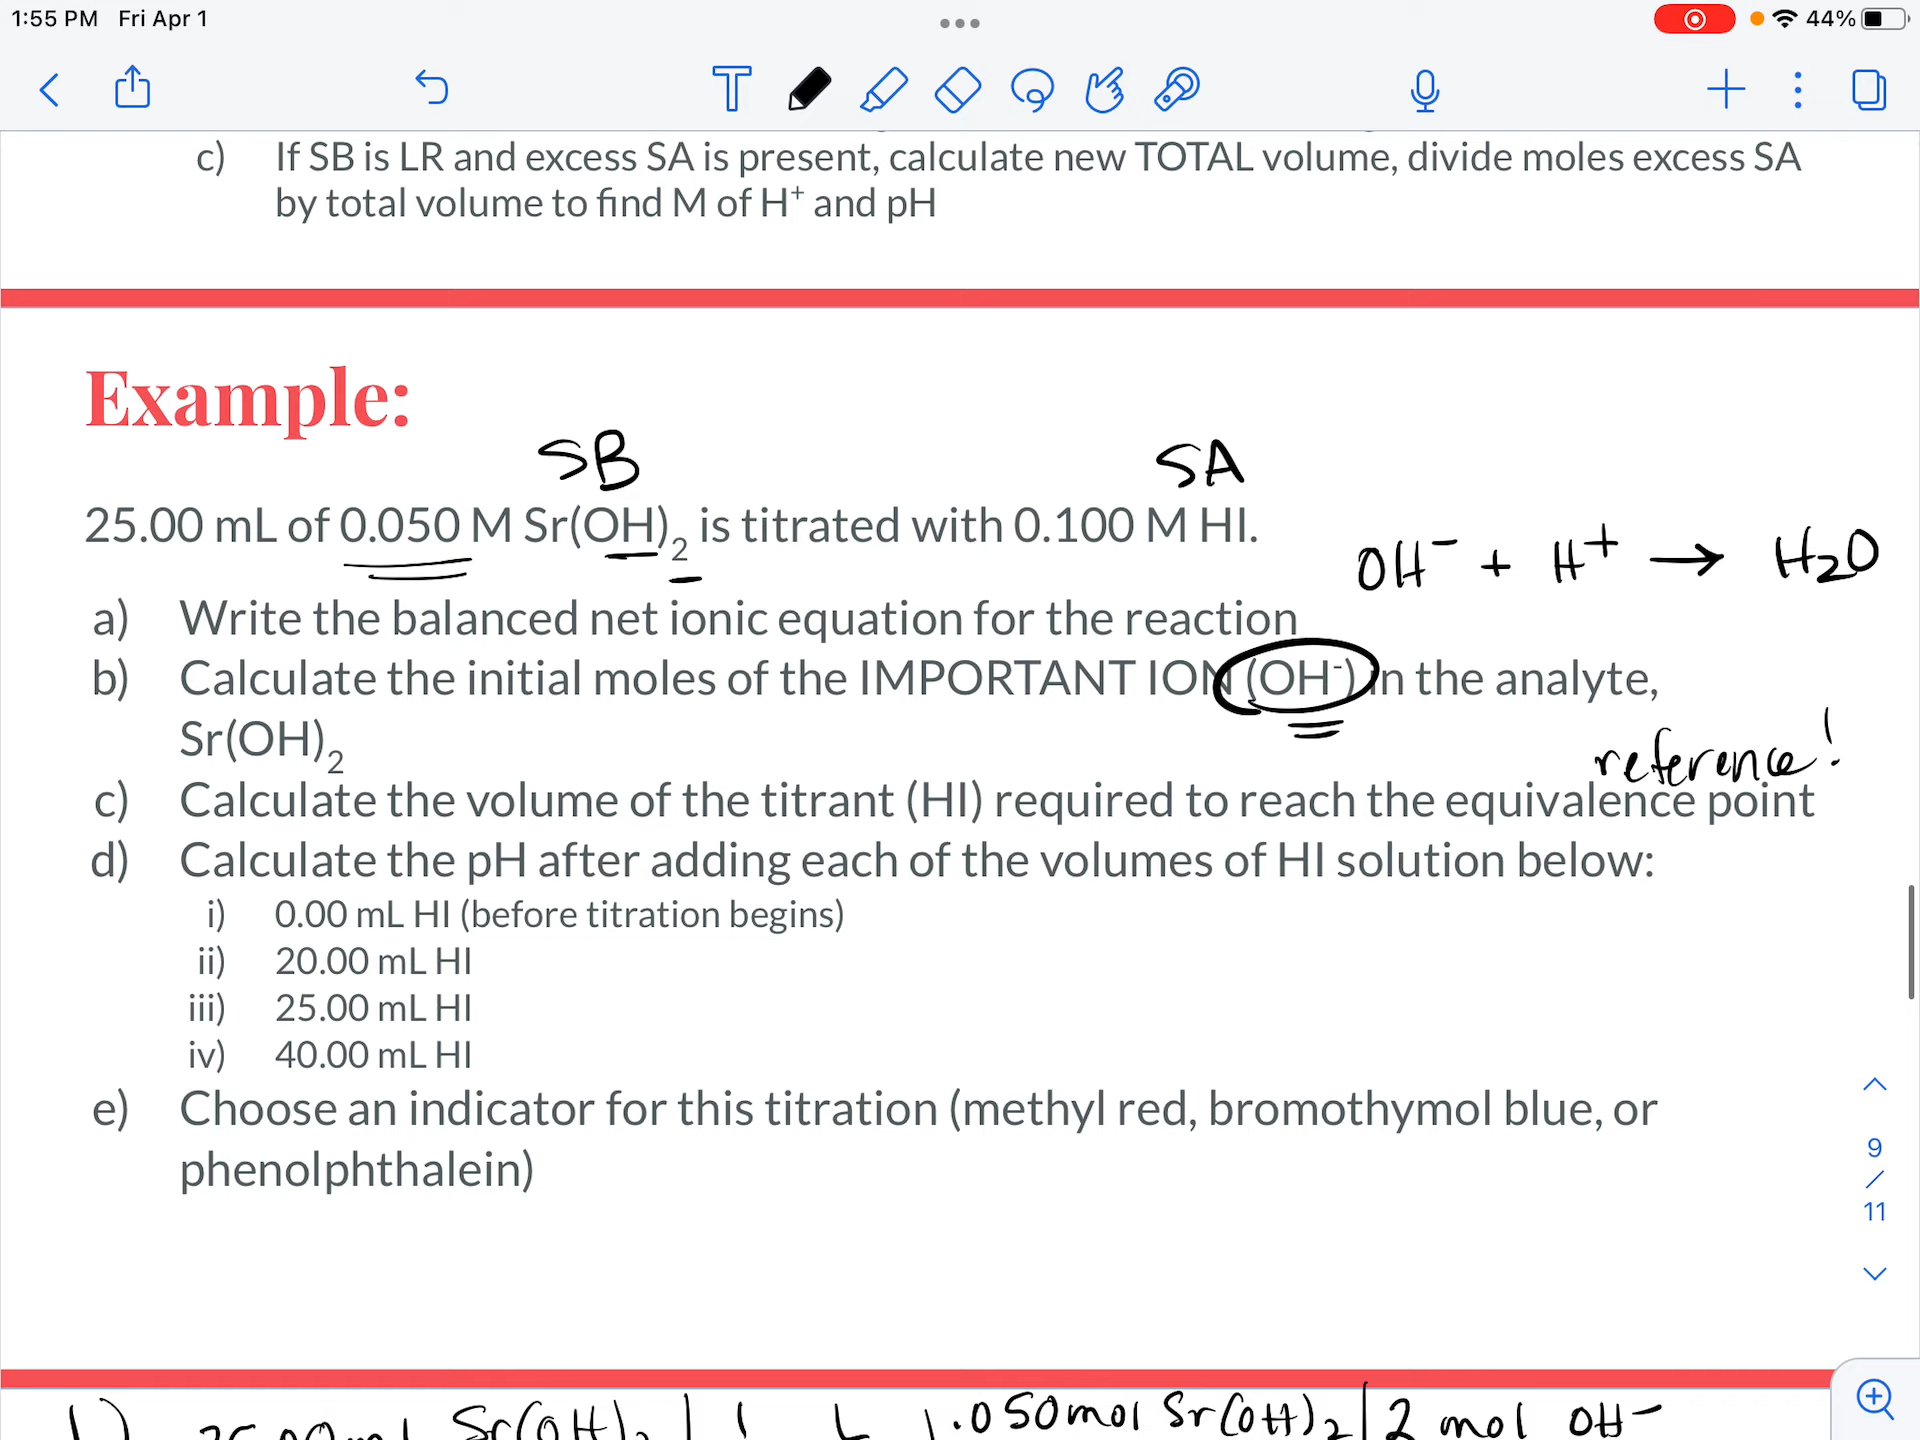 1:55 PM Fri Apr 1
44%
c) If SB is LR and excess SA is present, calculate new TOTAL volume, divide moles excess SA
by total volume to find M of H⁺ and pH
Example:
SB SA
25.00 mL of 0.050 M Sr(OH)₂ is titrated with 0.100 M HI.
OH⁻ + H⁺ → H₂O
a) Write the balanced net ionic equation for the reaction
b) Calculate the initial moles of the IMPORTANT ION (OH⁻) in the analyte,
Sr(OH)₂
reference!
c) Calculate the volume of the titrant (HI) required to reach the equivalence point
d) Calculate the pH after adding each of the volumes of HI solution below:
i) 0.00 mL HI (before titration begins)
ii) 20.00 mL HI
iii) 25.00 mL HI
iv) 40.00 mL HI
e) Choose an indicator for this titration (methyl red, bromothymol blue, or
phenolphthalein)
9
/
11
Sr(OH)₂ | .050 mol Sr(OH)₂ | 2 mol OH⁻